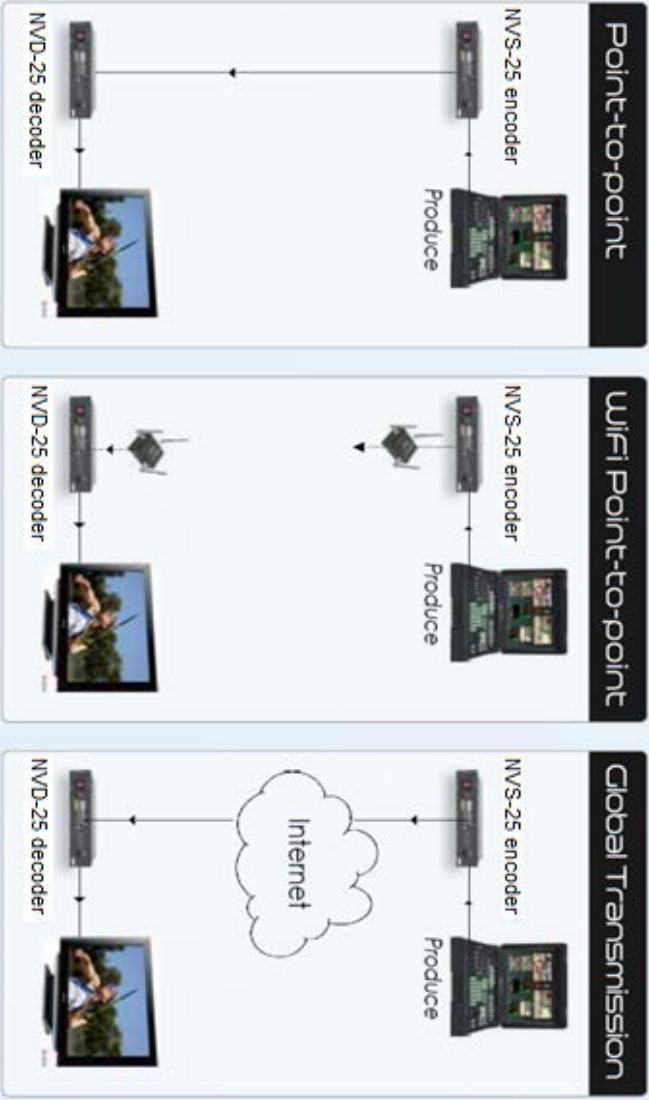 Point-to-point
NVS-25 encoder
Produce
NVD-25 decoder
WiFi Point-to-point
NVS-25 encoder
Produce
NVD-25 decoder
Global Transmission
NVS-25 encoder
Produce
Internet
NVD-25 decoder